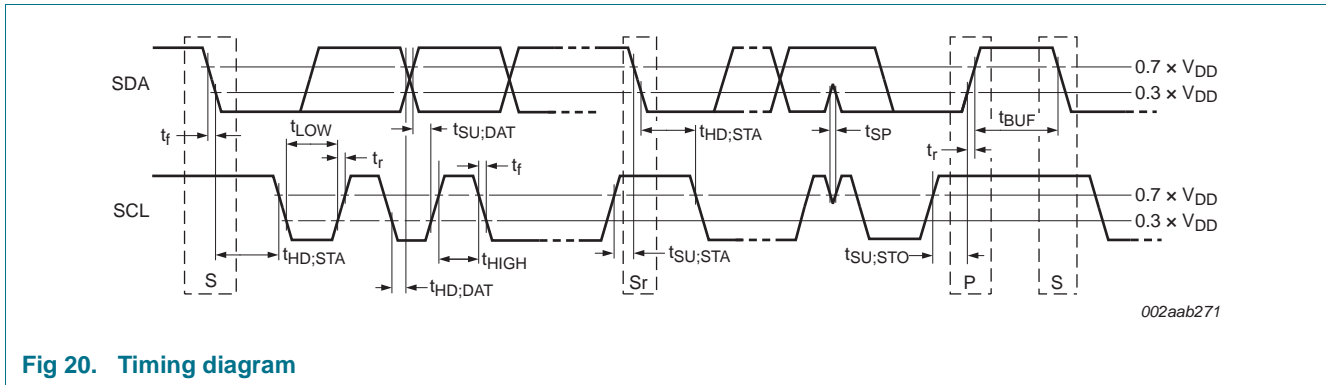 SDA
0.7 × VDD
0.3 × VDD
tf
tLOW
tr
tSU;DAT
tf
tHD;STA
tSP
tr
tBUF
SCL
0.7 × VDD
0.3 × VDD
tHD;STA
tHD;DAT
tHIGH
tSU;STA
tSU;STO
S
Sr
P
S
002aab271
Fig 20. Timing diagram